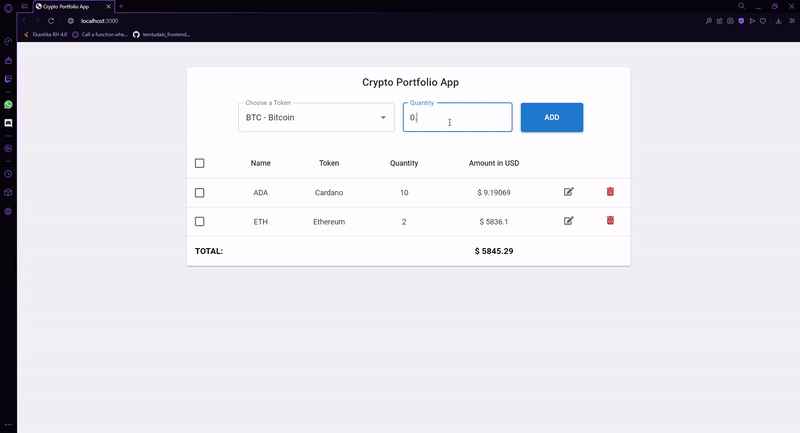 Crypto Portfolio App
localhost:3000
Ekantika RH 4.0 Call a function whe... temtudaki_frontend...
Crypto Portfolio App
Choose a Token
BTC - Bitcoin
Quantity
0.
ADD
Name Token Quantity Amount in USD
ADA Cardano 10 $ 9.19069
ETH Ethereum 2 $ 5836.1
TOTAL: $ 5845.29